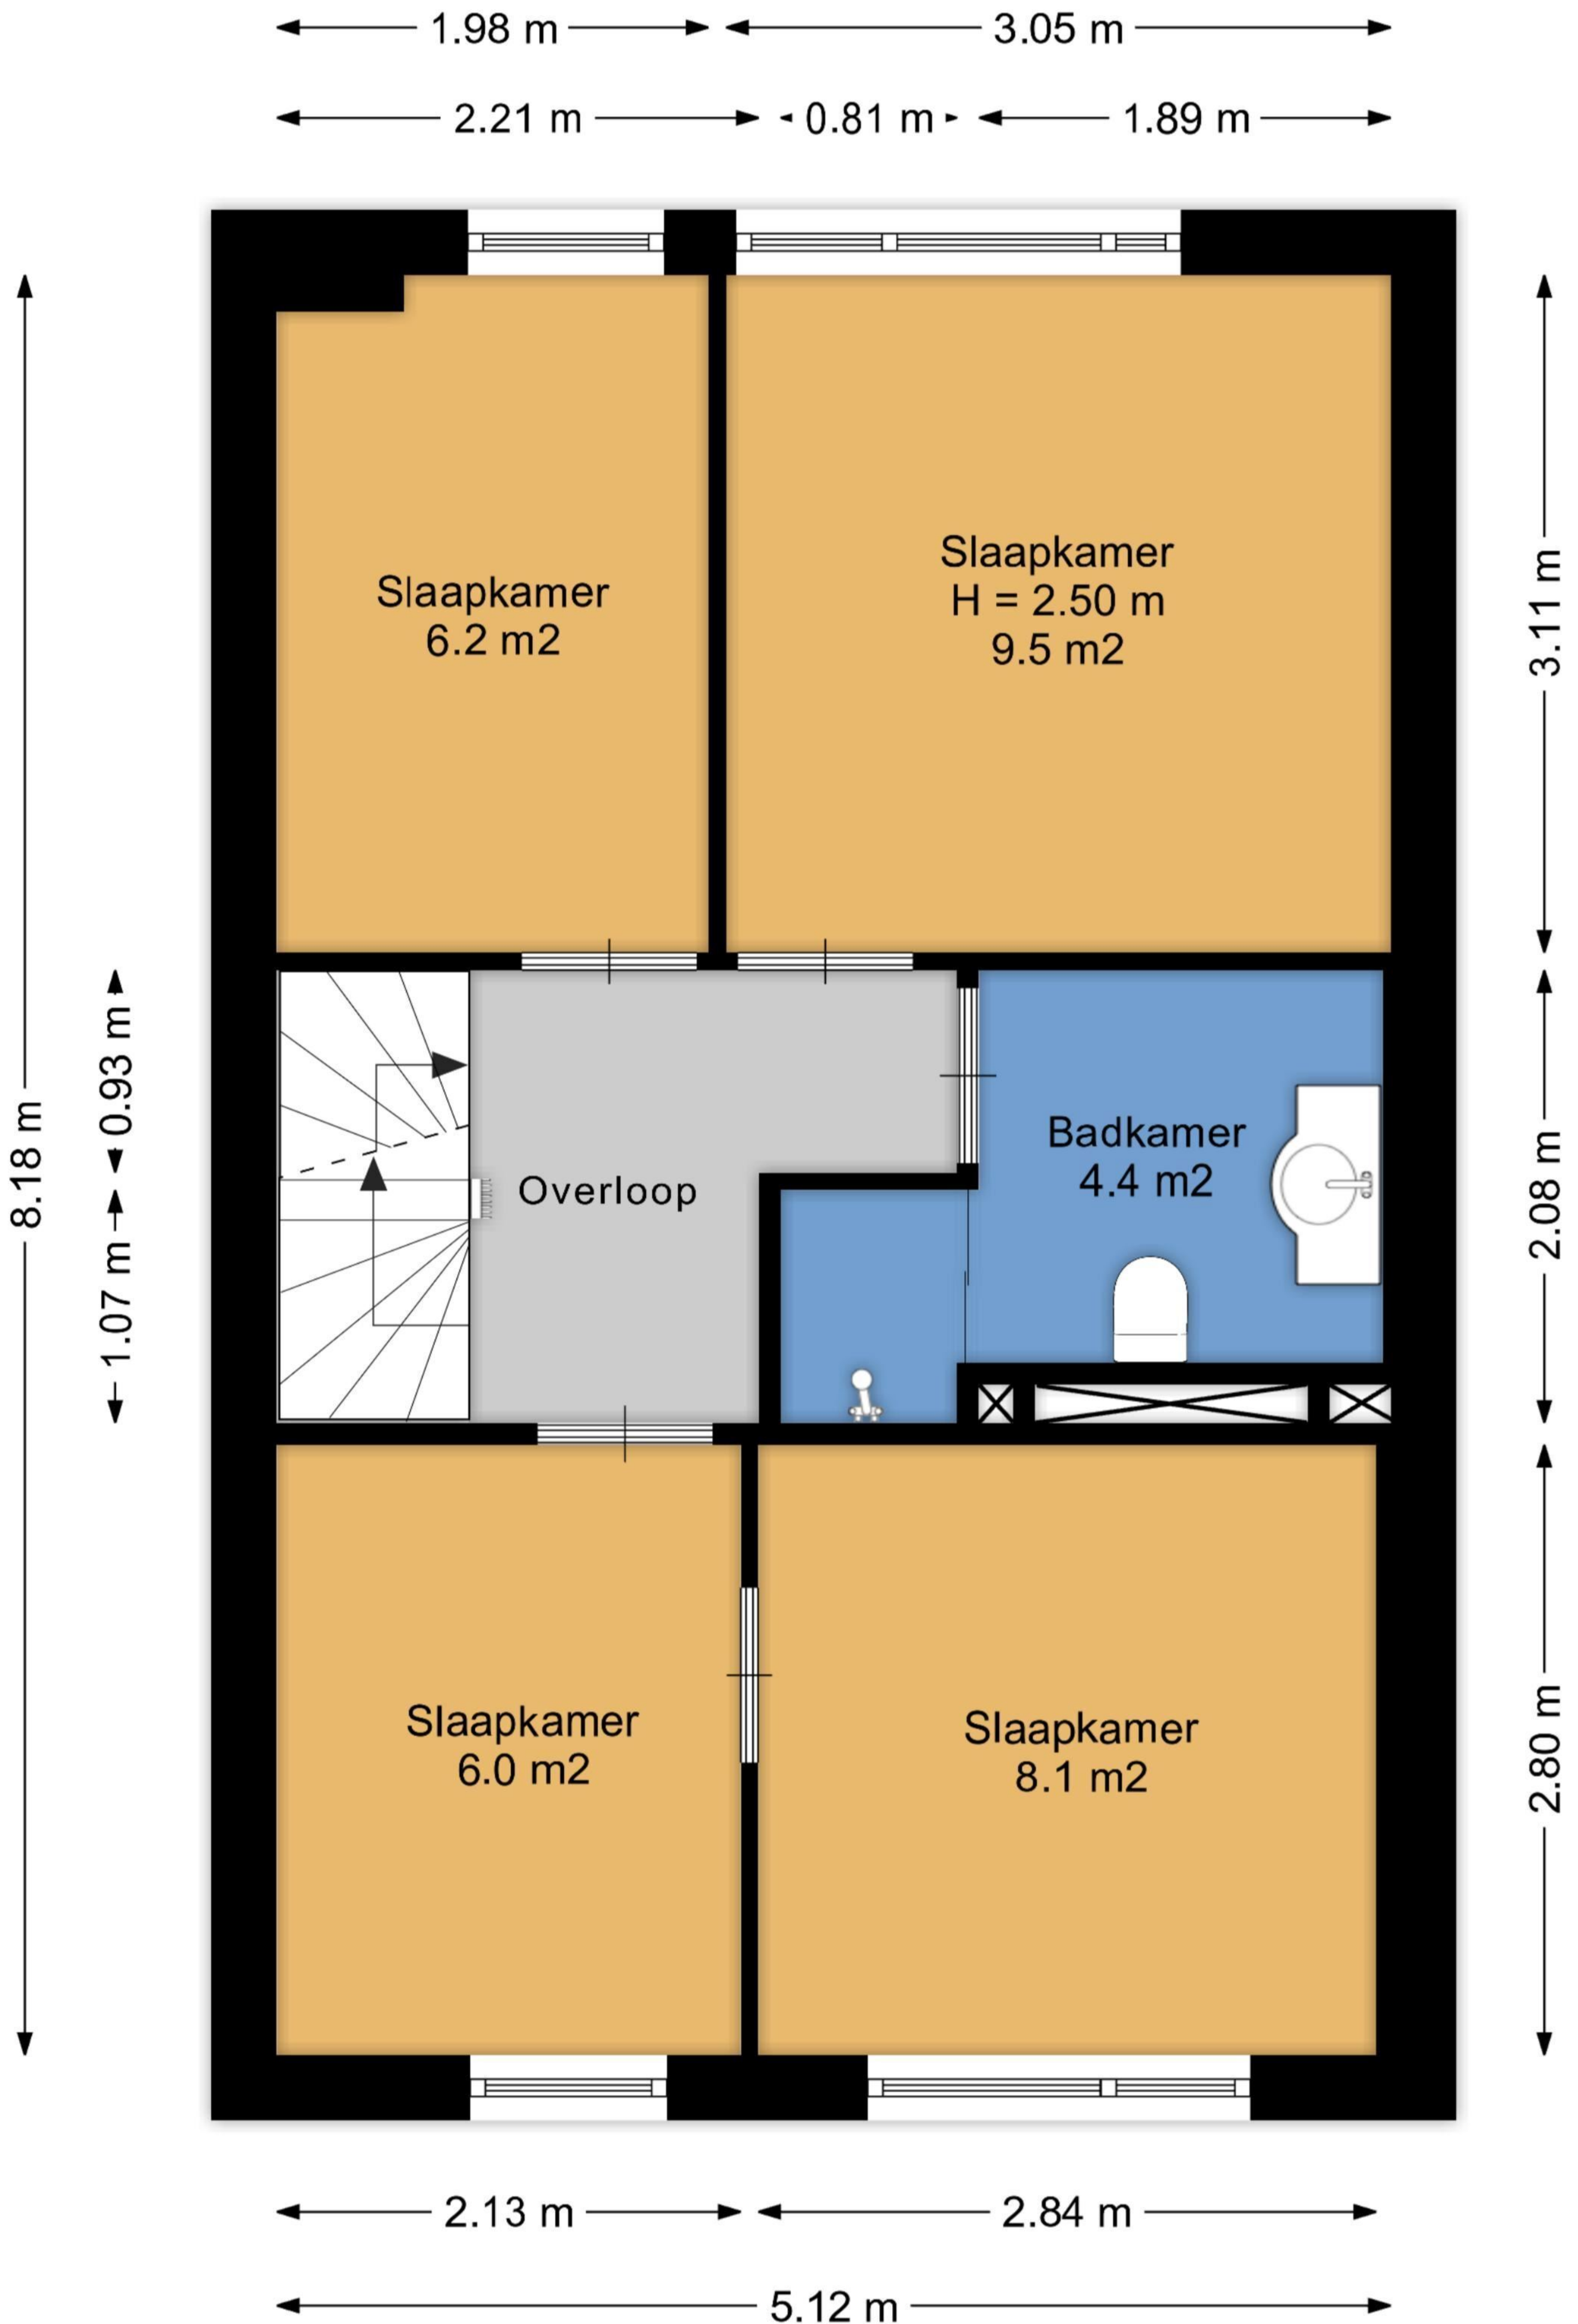 1.98 m
3.05 m
2.21 m
0.81 m
1.89 m
Slaapkamer
6.2 m2
Slaapkamer
H = 2.50 m
9.5 m2
3.11 m
8.18 m
0.93 m
1.07 m
Overloop
Badkamer
4.4 m2
2.08 m
Slaapkamer
6.0 m2
Slaapkamer
8.1 m2
2.80 m
2.13 m
2.84 m
5.12 m